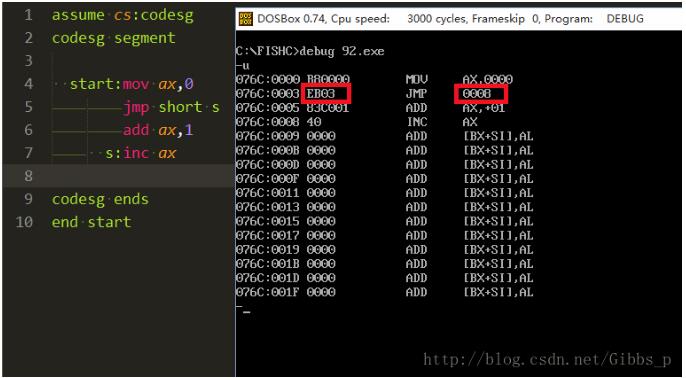 1 assume cs:codesg
2 codesg segment
3
4 start:mov ax,0
5 jmp short s
6 add ax,1
7 s:inc ax
8
9 codesg ends
10 end start
DOSBox 0.74, Cpu speed: 3000 cycles, Frameskip 0, Program: DEBUG
C:\FISHC>debug 92.exe
-u
076C:0000 B80000 MOV AX,0000
076C:0003 EB03 JMP 0008
076C:0005 83C001 ADD AX,+01
076C:0008 40 INC AX
076C:0009 0000 ADD [BX+SI],AL
076C:000B 0000 ADD [BX+SI],AL
076C:000D 0000 ADD [BX+SI],AL
076C:000F 0000 ADD [BX+SI],AL
076C:0011 0000 ADD [BX+SI],AL
076C:0013 0000 ADD [BX+SI],AL
076C:0015 0000 ADD [BX+SI],AL
076C:0017 0000 ADD [BX+SI],AL
076C:0019 0000 ADD [BX+SI],AL
076C:001B 0000 ADD [BX+SI],AL
076C:001D 0000 ADD [BX+SI],AL
076C:001F 0000 ADD [BX+SI],AL
-_
http://blog.csdn.net/Gibbs_p